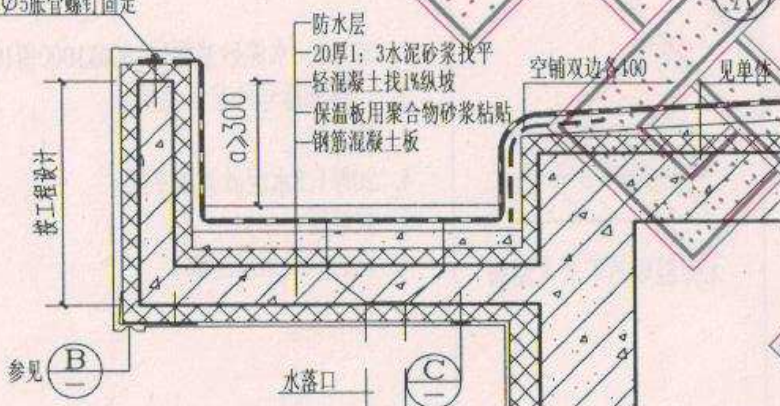 Φ5胀管螺钉固定
防水层
20厚1：3水泥砂浆找平
轻混凝土找1%纵坡
保温板用聚合物砂浆粘贴
钢筋混凝土板
空铺双边各100
见单体
a≥300
按工程设计
参见 B
—
水落口
C
—
A